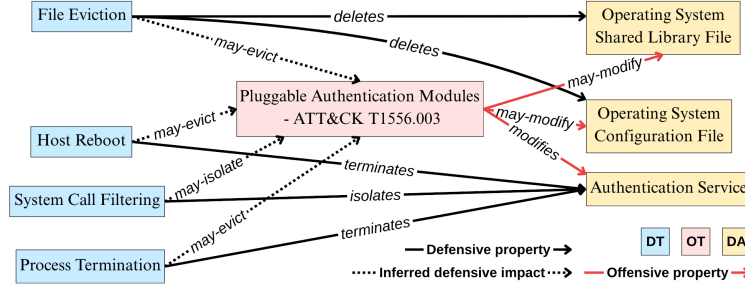 File Eviction
deletes
Operating System
Shared Library File
deletes
may-evict
may-modify
Pluggable Authentication Modules
- ATT&CK T1556.003
may-modify
Operating System
Configuration File
may-evict
modifies
Host Reboot
terminates
may-isolate
System Call Filtering
isolates
Authentication Service
may-evict
terminates
Process Termination
Defensive property
DT
OT
DA
Inferred defensive impact
Offensive property